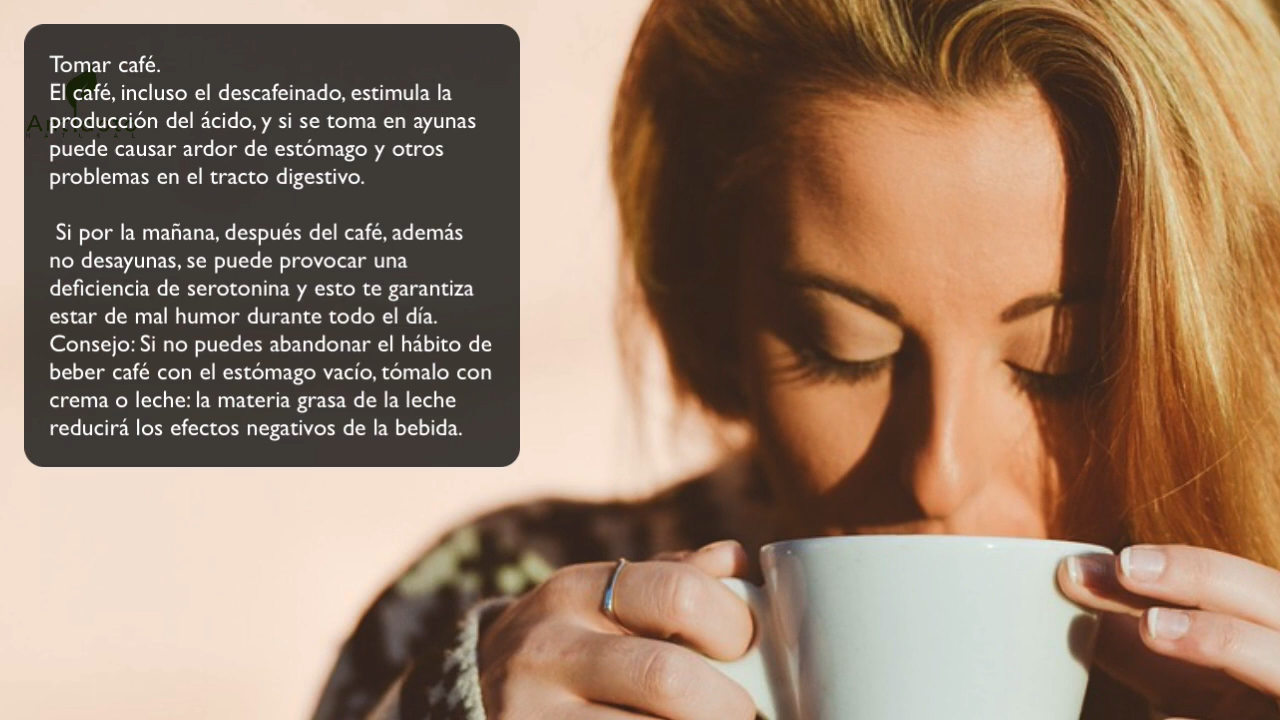 Tomar café.
El café, incluso el descafeinado, estimula la
producción del ácido, y si se toma en ayunas
puede causar ardor de estómago y otros
problemas en el tracto digestivo.
Si por la mañana, después del café, además
no desayunas, se puede provocar una
deficiencia de serotonina y esto te garantiza
estar de mal humor durante todo el día.
Consejo: Si no puedes abandonar el hábito de
beber café con el estómago vacío, tómalo con
crema o leche: la materia grasa de la leche
reducirá los efectos negativos de la bebida.